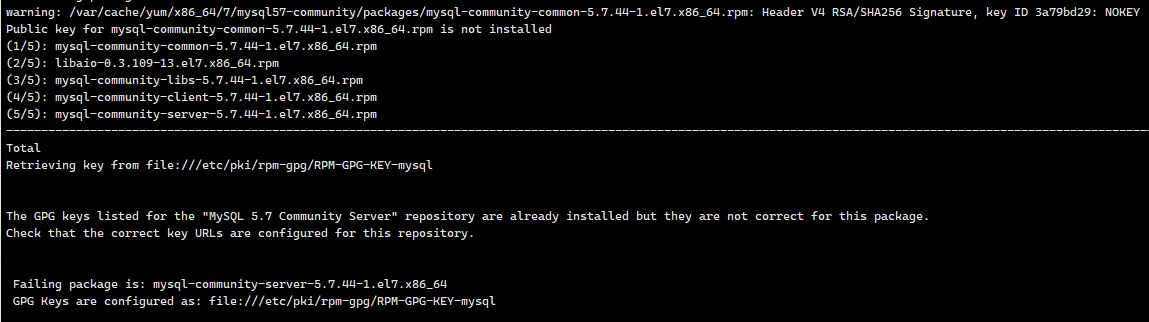 warning: /var/cache/yum/x86_64/7/mysql57-community/packages/mysql-community-common-5.7.44-1.el7.x86_64.rpm: Header V4 RSA/SHA256 Signature, key ID 3a79bd29: NOKEY
Public key for mysql-community-common-5.7.44-1.el7.x86_64.rpm is not installed
(1/5): mysql-community-common-5.7.44-1.el7.x86_64.rpm
(2/5): libaio-0.3.109-13.el7.x86_64.rpm
(3/5): mysql-community-libs-5.7.44-1.el7.x86_64.rpm
(4/5): mysql-community-client-5.7.44-1.el7.x86_64.rpm
(5/5): mysql-community-server-5.7.44-1.el7.x86_64.rpm
Total
Retrieving key from file:///etc/pki/rpm-gpg/RPM-GPG-KEY-mysql
The GPG keys listed for the "MySQL 5.7 Community Server" repository are already installed but they are not correct for this package.
Check that the correct key URLs are configured for this repository.
Failing package is: mysql-community-server-5.7.44-1.el7.x86_64
GPG Keys are configured as: file:///etc/pki/rpm-gpg/RPM-GPG-KEY-mysql